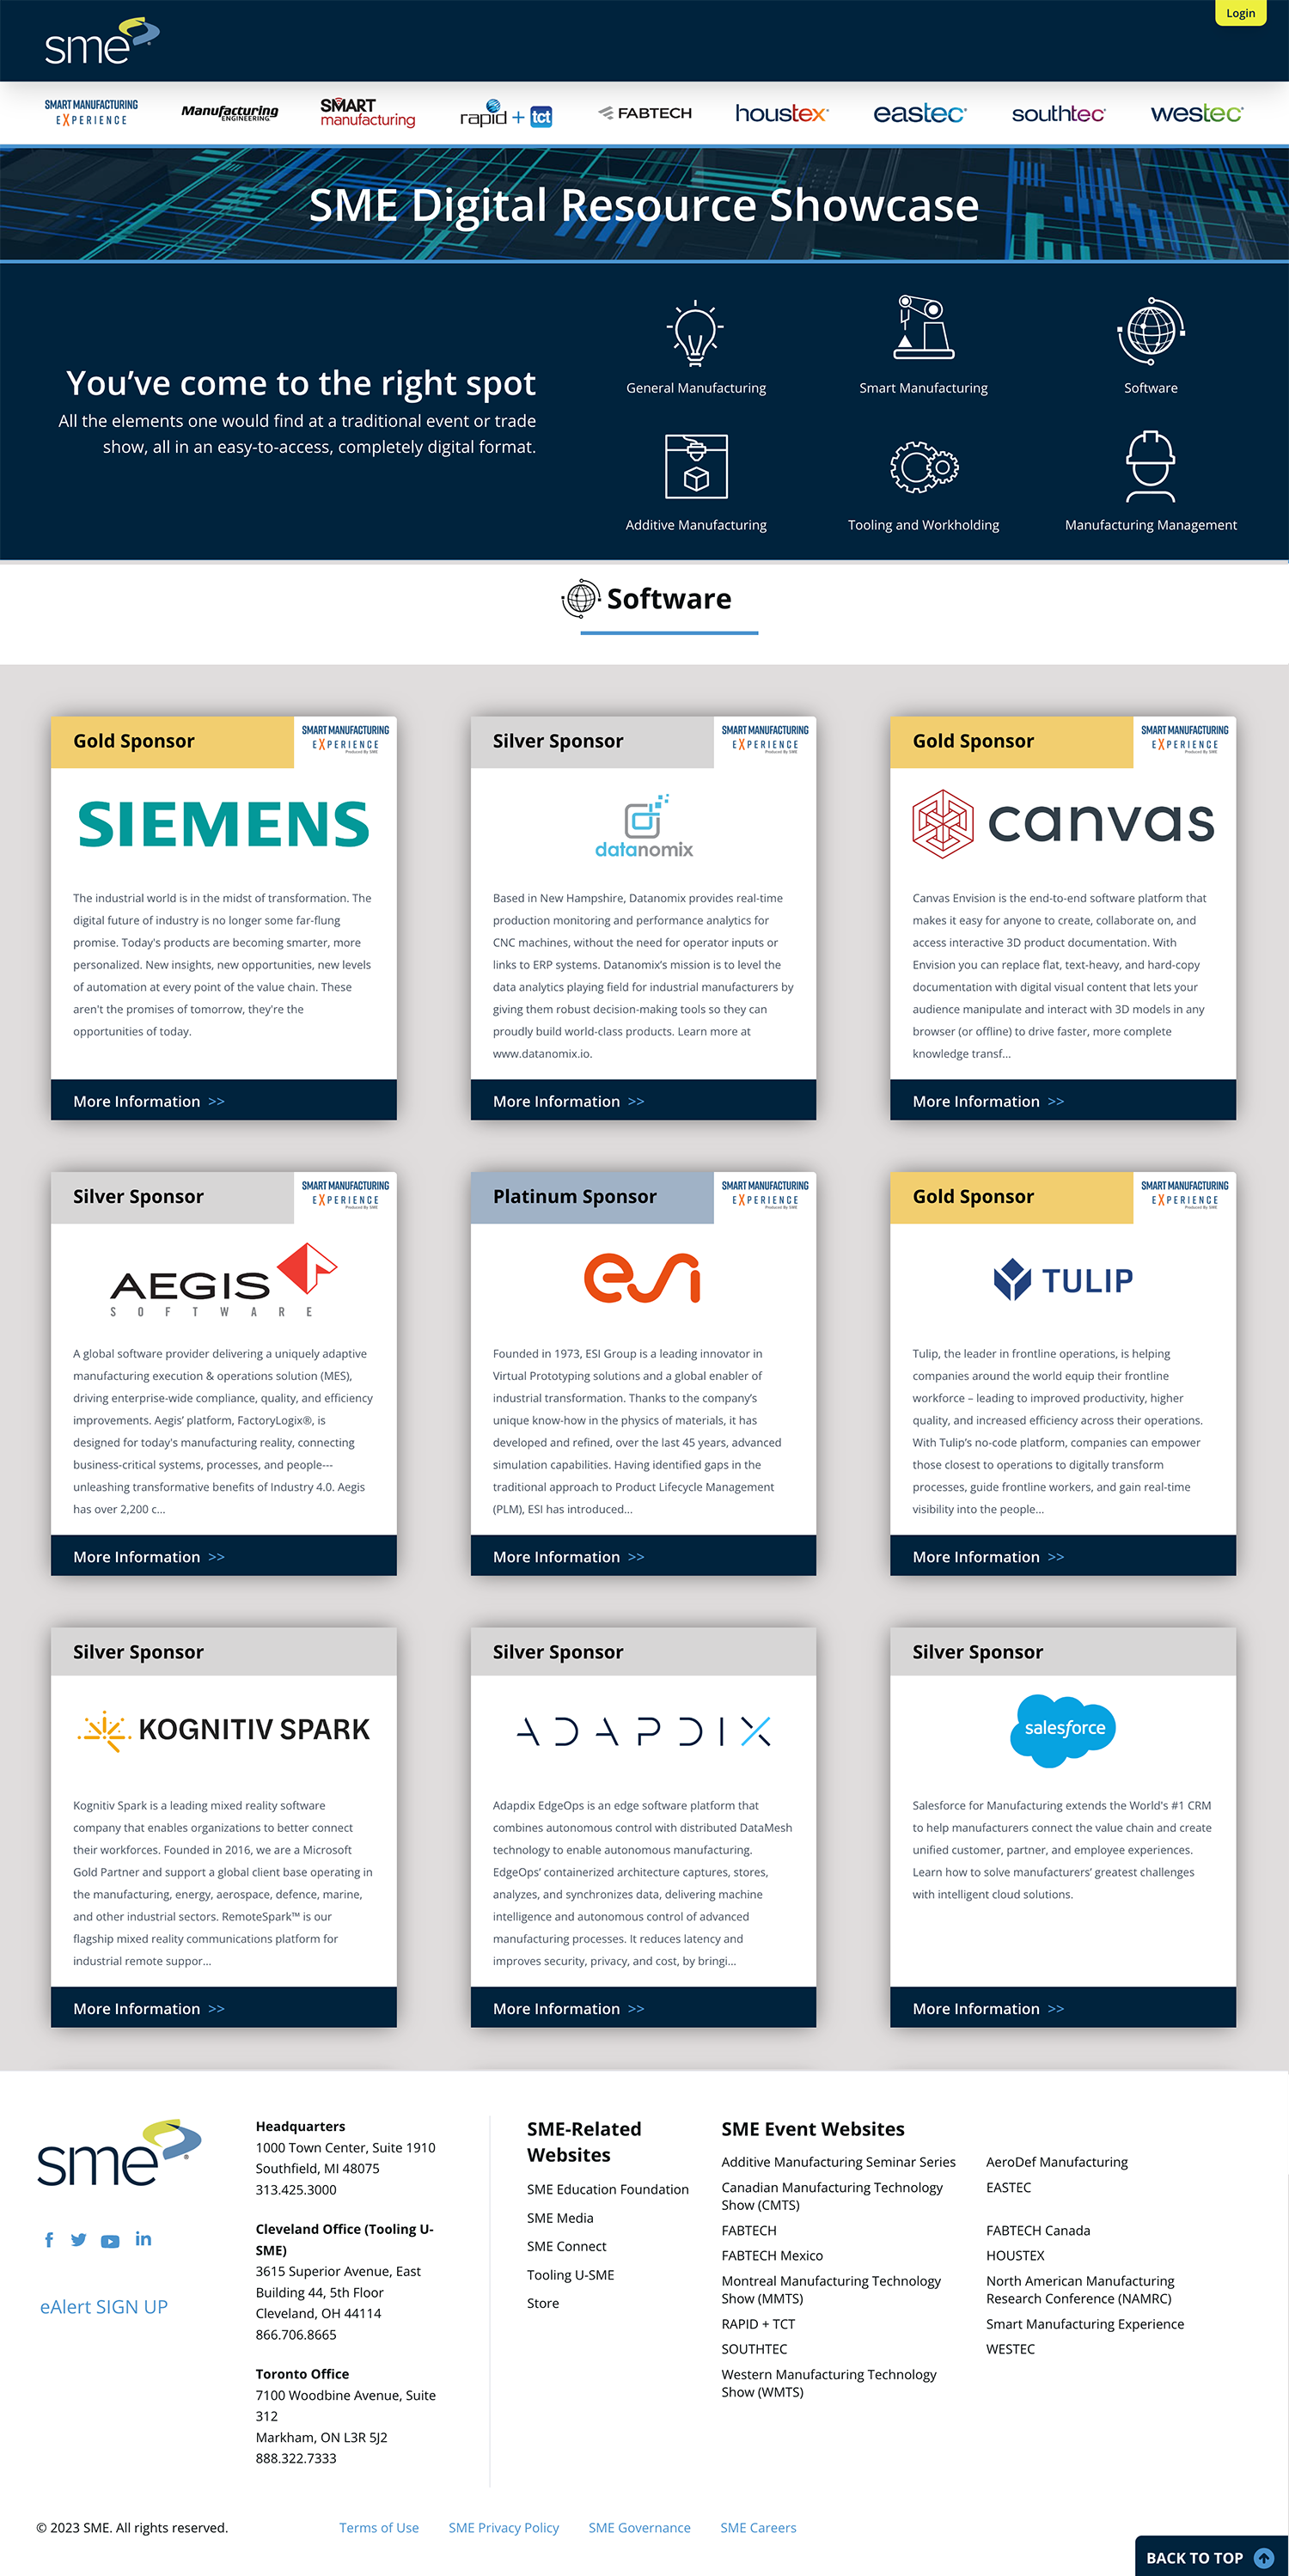 Login
sme
SMART MANUFACTURING
EXPERIENCE
Manufacturing
ENGINEERING
SMART
manufacturing
rapid + tct
FABTECH
houstex
eastec
southtec
westec
SME Digital Resource Showcase
You’ve come to the right spot
All the elements one would find at a traditional event or trade
show, all in an easy-to-access, completely digital format.
General Manufacturing
Smart Manufacturing
Software
Additive Manufacturing
Tooling and Workholding
Manufacturing Management
Software
Gold Sponsor
SMART MANUFACTURING
EXPERIENCE
Produced By SME
SIEMENS
The industrial world is in the midst of transformation. The
digital future of industry is no longer some far-flung
promise. Today's products are becoming smarter, more
personalized. New insights, new opportunities, new levels
of automation at every point of the value chain. These
aren't the promises of tomorrow, they're the
opportunities of today.
More Information >>
Silver Sponsor
SMART MANUFACTURING
EXPERIENCE
Produced By SME
datanomix
Based in New Hampshire, Datanomix provides real-time
production monitoring and performance analytics for
CNC machines, without the need for operator inputs or
links to ERP systems. Datanomix’s mission is to level the
data analytics playing field for industrial manufacturers by
giving them robust decision-making tools so they can
proudly build world-class products. Learn more at
www.datanomix.io.
More Information >>
Gold Sponsor
SMART MANUFACTURING
EXPERIENCE
Produced By SME
canvas
Canvas Envision is the end-to-end software platform that
makes it easy for anyone to create, collaborate on, and
access interactive 3D product documentation. With
Envision you can replace flat, text-heavy, and hard-copy
documentation with digital visual content that lets your
audience manipulate and interact with 3D models in any
browser (or offline) to drive faster, more complete
knowledge transf...
More Information >>
Silver Sponsor
SMART MANUFACTURING
EXPERIENCE
Produced By SME
AEGIS
SOFTWARE
A global software provider delivering a uniquely adaptive
manufacturing execution & operations solution (MES),
driving enterprise-wide compliance, quality, and efficiency
improvements. Aegis’ platform, FactoryLogix®, is
designed for today's manufacturing reality, connecting
business-critical systems, processes, and people---
unleashing transformative benefits of Industry 4.0. Aegis
has over 2,200 c...
More Information >>
Platinum Sponsor
SMART MANUFACTURING
EXPERIENCE
Produced By SME
esi
Founded in 1973, ESI Group is a leading innovator in
Virtual Prototyping solutions and a global enabler of
industrial transformation. Thanks to the company’s
unique know-how in the physics of materials, it has
developed and refined, over the last 45 years, advanced
simulation capabilities. Having identified gaps in the
traditional approach to Product Lifecycle Management
(PLM), ESI has introduced...
More Information >>
Gold Sponsor
SMART MANUFACTURING
EXPERIENCE
Produced By SME
TULIP
Tulip, the leader in frontline operations, is helping
companies around the world equip their frontline
workforce – leading to improved productivity, higher
quality, and increased efficiency across their operations.
With Tulip’s no-code platform, companies can empower
those closest to operations to digitally transform
processes, guide frontline workers, and gain real-time
visibility into the people...
More Information >>
Silver Sponsor
KOGNITIV SPARK
Kognitiv Spark is a leading mixed reality software
company that enables organizations to better connect
their workforces. Founded in 2016, we are a Microsoft
Gold Partner and support a global client base operating in
the manufacturing, energy, aerospace, defence, marine,
and other industrial sectors. RemoteSpark™ is our
flagship mixed reality communications platform for
industrial remote suppor...
More Information >>
Silver Sponsor
ADAPDIX
Adapdix EdgeOps is an edge software platform that
combines autonomous control with distributed DataMesh
technology to enable autonomous manufacturing.
EdgeOps’ containerized architecture captures, stores,
analyzes, and synchronizes data, delivering machine
intelligence and autonomous control of advanced
manufacturing processes. It reduces latency and
improves security, privacy, and cost, by bringi...
More Information >>
Silver Sponsor
salesforce
Salesforce for Manufacturing extends the World's #1 CRM
to help manufacturers connect the value chain and create
unified customer, partner, and employee experiences.
Learn how to solve manufacturers’ greatest challenges
with intelligent cloud solutions.
More Information >>
sme®
eAlert SIGN UP
Headquarters
1000 Town Center, Suite 1910
Southfield, MI 48075
313.425.3000
Cleveland Office (Tooling U-
SME)
3615 Superior Avenue, East
Building 44, 5th Floor
Cleveland, OH 44114
866.706.8665
Toronto Office
7100 Woodbine Avenue, Suite
312
Markham, ON L3R 5J2
888.322.7333
SME-Related
Websites
SME Education Foundation
SME Media
SME Connect
Tooling U-SME
Store
SME Event Websites
Additive Manufacturing Seminar Series
AeroDef Manufacturing
Canadian Manufacturing Technology
Show (CMTS)
EASTEC
FABTECH
FABTECH Canada
FABTECH Mexico
HOUSTEX
Montreal Manufacturing Technology
Show (MMTS)
North American Manufacturing
Research Conference (NAMRC)
RAPID + TCT
Smart Manufacturing Experience
SOUTHTEC
WESTEC
Western Manufacturing Technology
Show (WMTS)
© 2023 SME. All rights reserved.
Terms of Use
SME Privacy Policy
SME Governance
SME Careers
BACK TO TOP